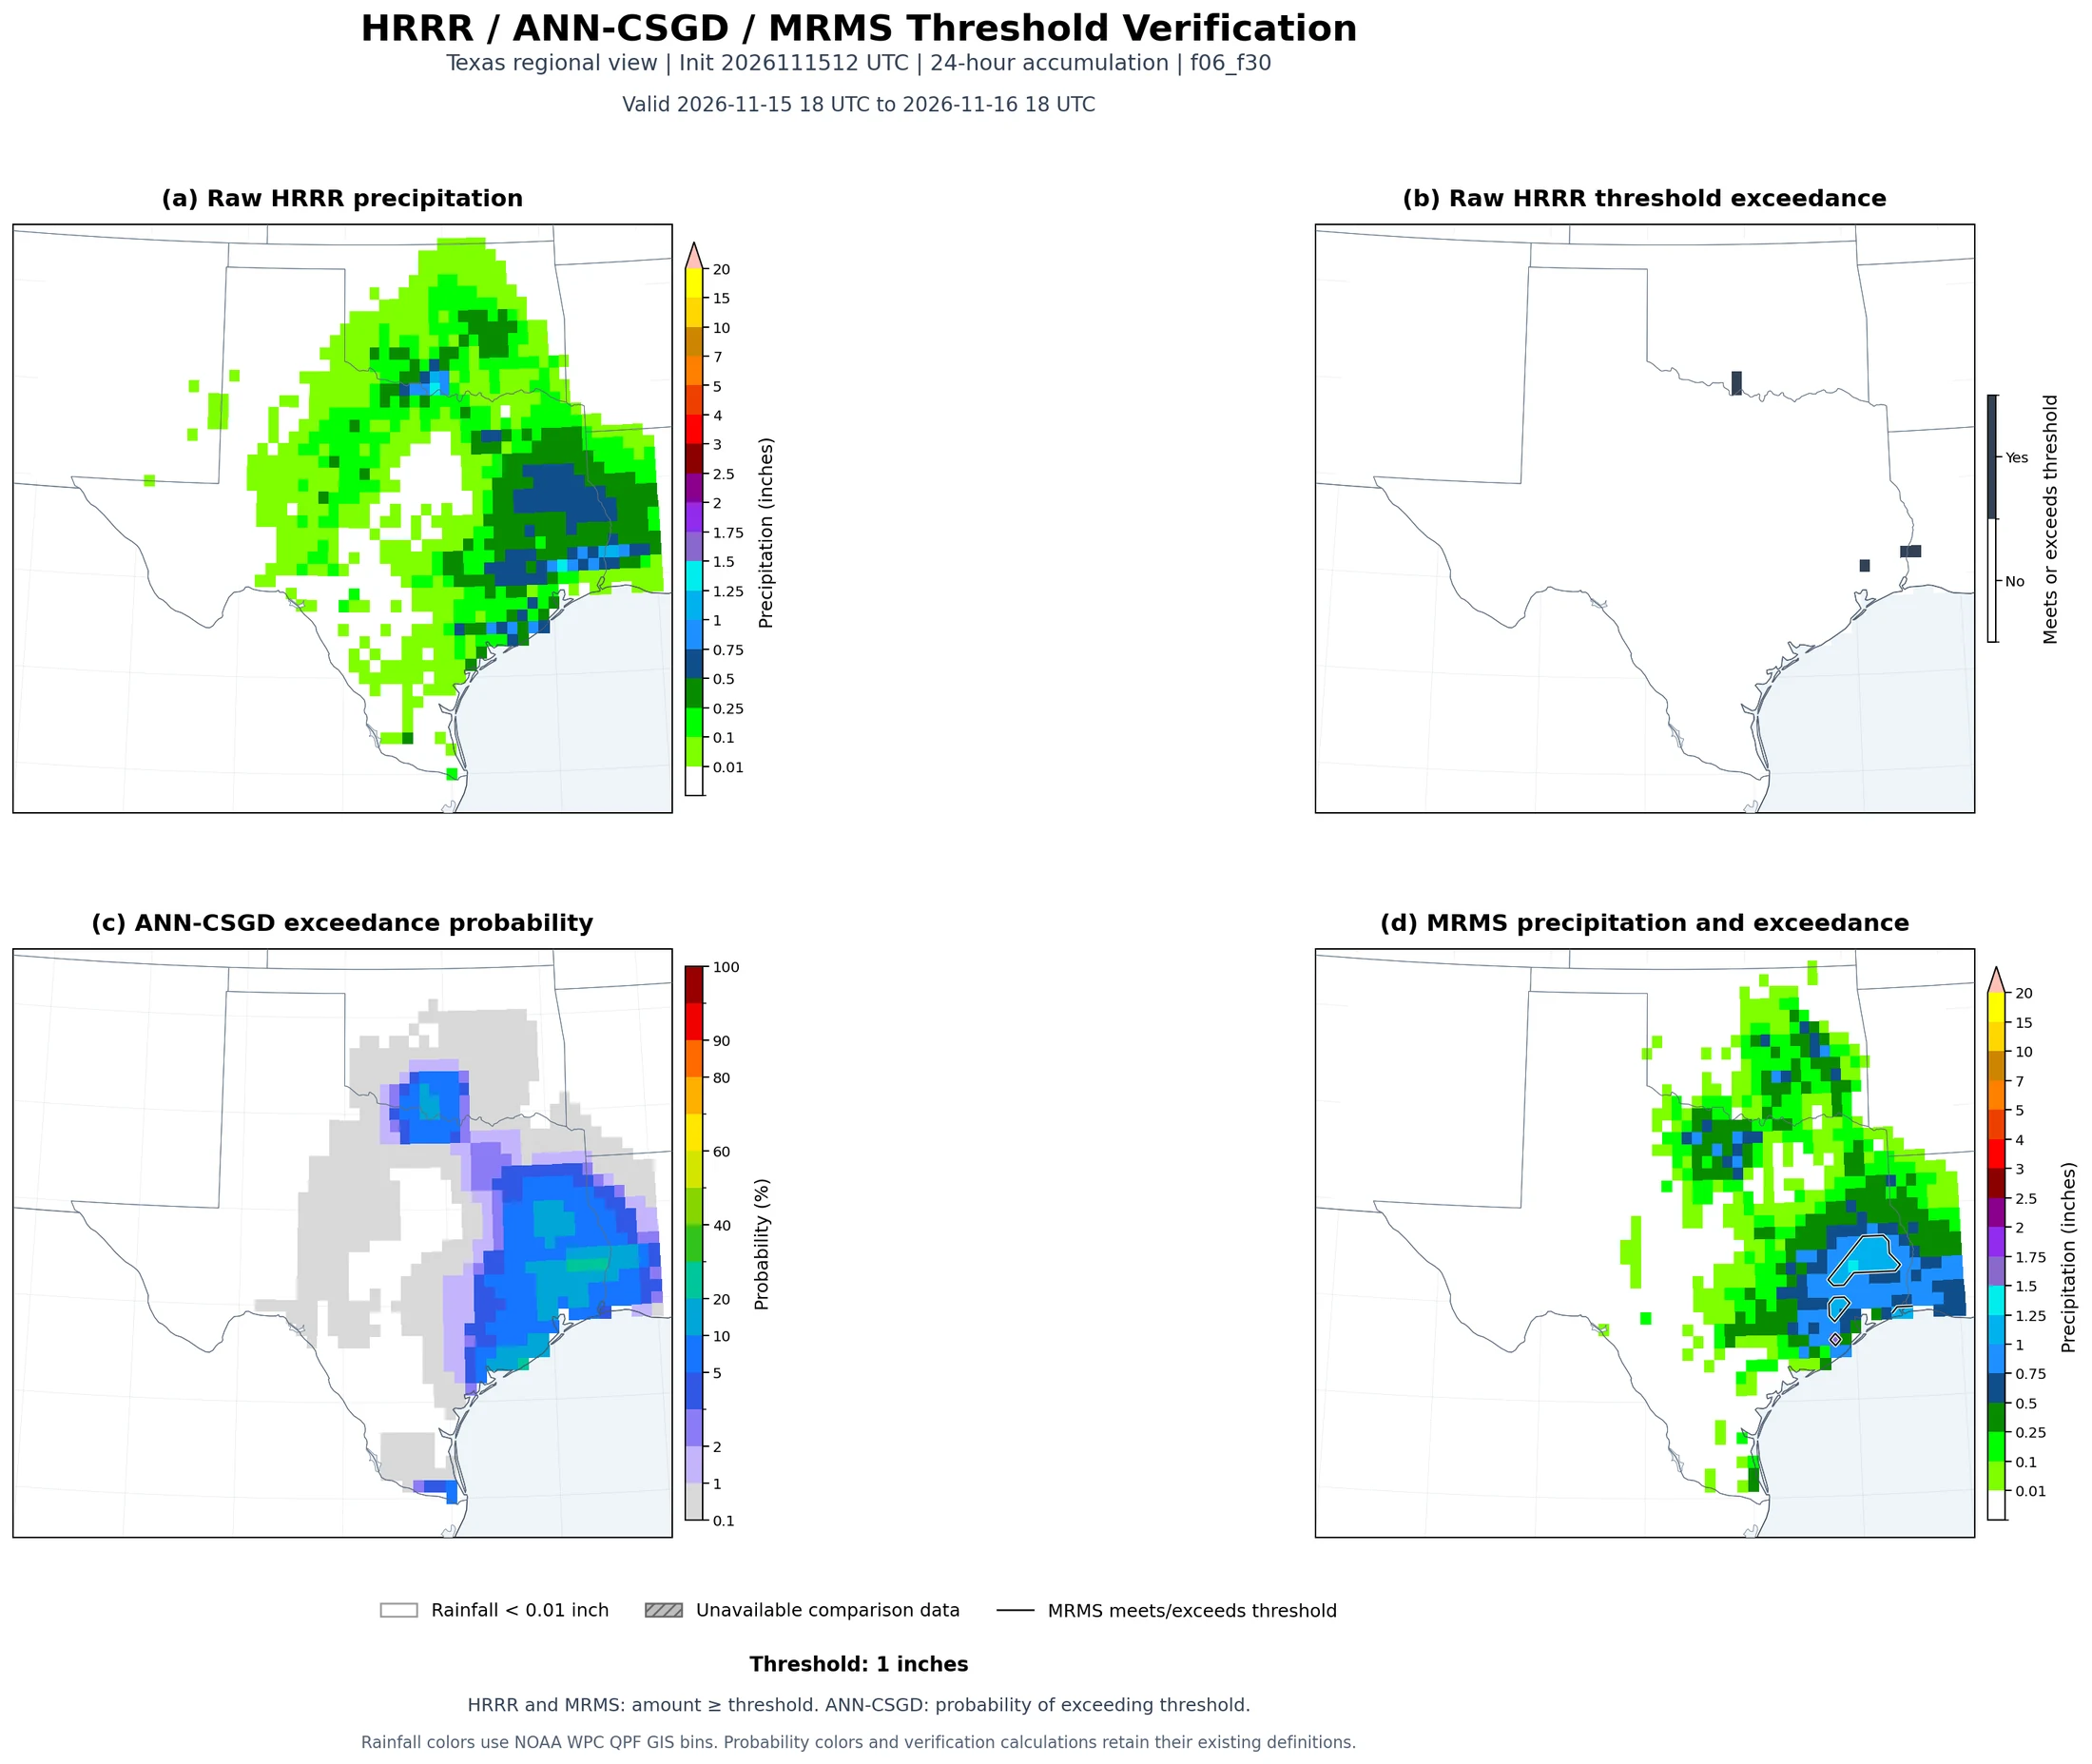 HRRR / ANN-CSGD / MRMS Threshold Verification
Texas regional view | Init 2026111512 UTC | 24-hour accumulation | f06_f30
Valid 2026-11-15 18 UTC to 2026-11-16 18 UTC
(a) Raw HRRR precipitation
20
15
10
7
5
4
3
2.5
2
1.75
1.5
1.25
1
0.75
0.5
0.25
0.1
0.01
Precipitation (inches)
(b) Raw HRRR threshold exceedance
Yes
No
Meets or exceeds threshold
(c) ANN-CSGD exceedance probability
100
90
80
60
40
20
10
5
2
1
0.1
Probability (%)
(d) MRMS precipitation and exceedance
20
15
10
7
5
4
3
2.5
2
1.75
1.5
1.25
1
0.75
0.5
0.25
0.1
0.01
Precipitation (inches)
Rainfall < 0.01 inch
Unavailable comparison data
MRMS meets/exceeds threshold
Threshold: 1 inches
HRRR and MRMS: amount ≥ threshold. ANN-CSGD: probability of exceeding threshold.
Rainfall colors use NOAA WPC QPF GIS bins. Probability colors and verification calculations retain their existing definitions.